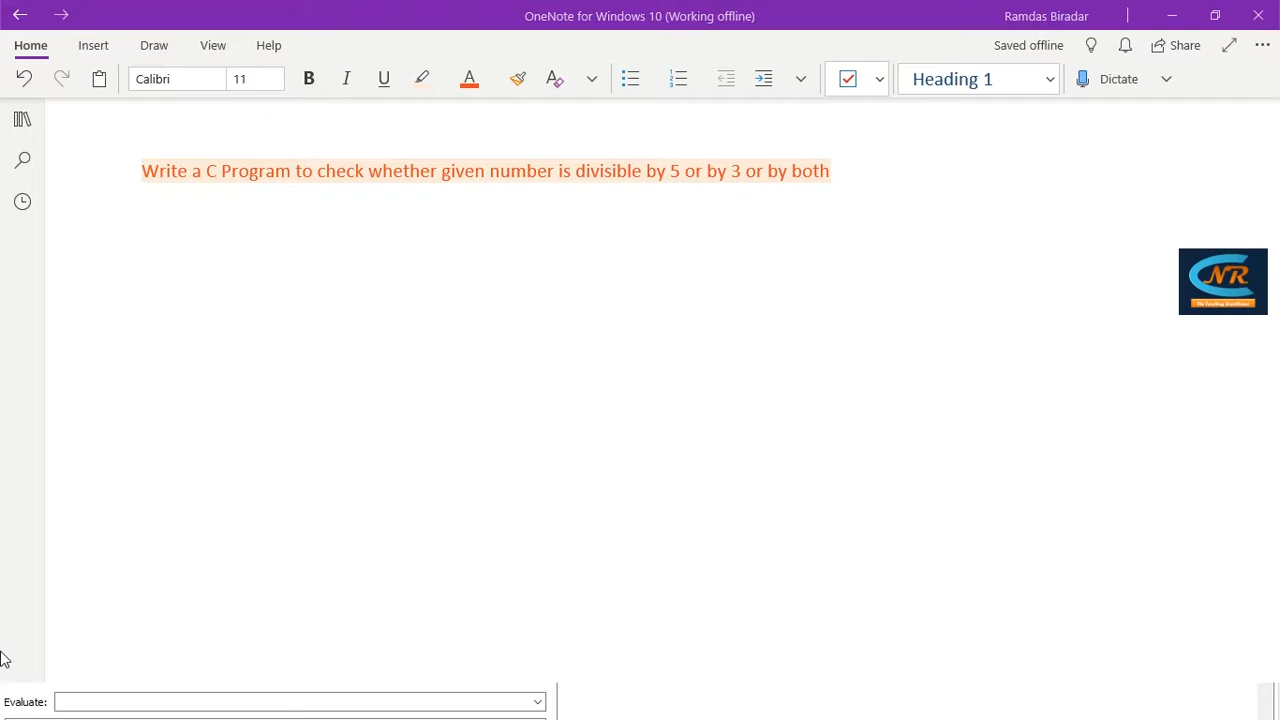 OneNote for Windows 10 (Working offline)
Ramdas Biradar
Home Insert Draw View Help
Saved offline
Share
Calibri
11
B I U A A
Heading 1
Dictate
Write a C Program to check whether given number is divisible by 5 or by 3 or by both
CNR
Evaluate: